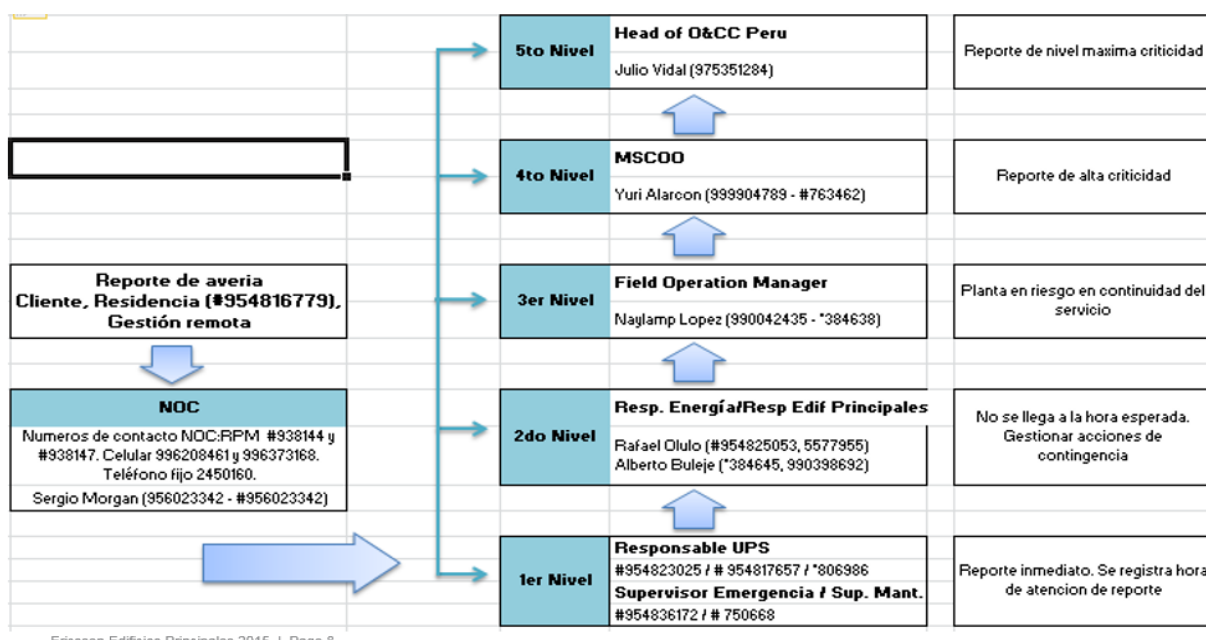 5to Nivel
Head of O&CC Peru
Julio Vidal (975351284)
Reporte de nivel maxima criticidad
4to Nivel
MSCOO
Yuri Alarcon (999904789 - #763462)
Reporte de alta criticidad
Reporte de averia
Cliente, Residencia (#954816779),
Gestión remota
3er Nivel
Field Operation Manager
Naylamp Lopez (990042435 - *384638)
Planta en riesgo en continuidad del
servicio
NOC
Numeros de contacto NOC:RPM #938144 y
#938147. Celular 996208461 y 996373168.
Teléfono fijo 2450160.
Sergio Morgan (956023342 - #956023342)
2do Nivel
Resp. Energía/Resp Edif Principales
Rafael Olulo (#954825053, 5577955)
Alberto Buleje (*384645, 990398692)
No se llega a la hora esperada.
Gestionar acciones de
contingencia
1er Nivel
Responsable UPS
#954823025 / # 954817657 / *806986
Supervisor Emergencia / Sup. Mant.
#954836172 / # 750668
Reporte inmediato. Se registra hora
de atencion de reporte
Ericsson Edificios Principales 2015 | Page 8